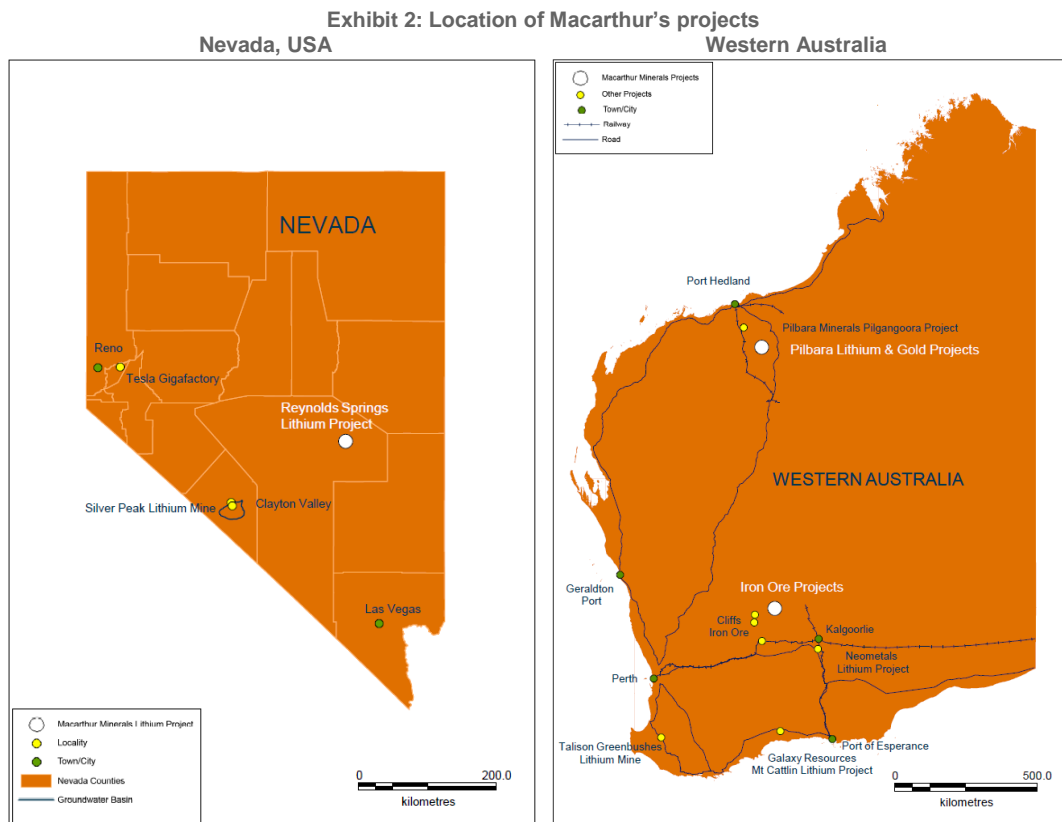 Exhibit 2: Location of Macarthur's projects
Nevada, USA
Western Australia
NEVADA
Reno
Tesla Gigafactory
Reynolds Springs
Lithium Project
Silver Peak Lithium Mine
Clayton Valley
Las Vegas
Macarthur Minerals Lithium Project
Locality
Town/City
Nevada Counties
Groundwater Basin
0 200.0
kilometres
Macarthur Minerals Projects
Other Projects
Town/City
Railway
Road
Port Hedland
Pilbara Minerals Pilgangoora Project
Pilbara Lithium & Gold Projects
WESTERN AUSTRALIA
Geraldton
Port
Iron Ore Projects
Cliffs
Iron Ore
Kalgoorlie
Neometals
Lithium Project
Perth
Talison Greenbushes
Lithium Mine
Port of Esperance
Galaxy Resources
Mt Cattlin Lithium Project
0 500.0
kilometres